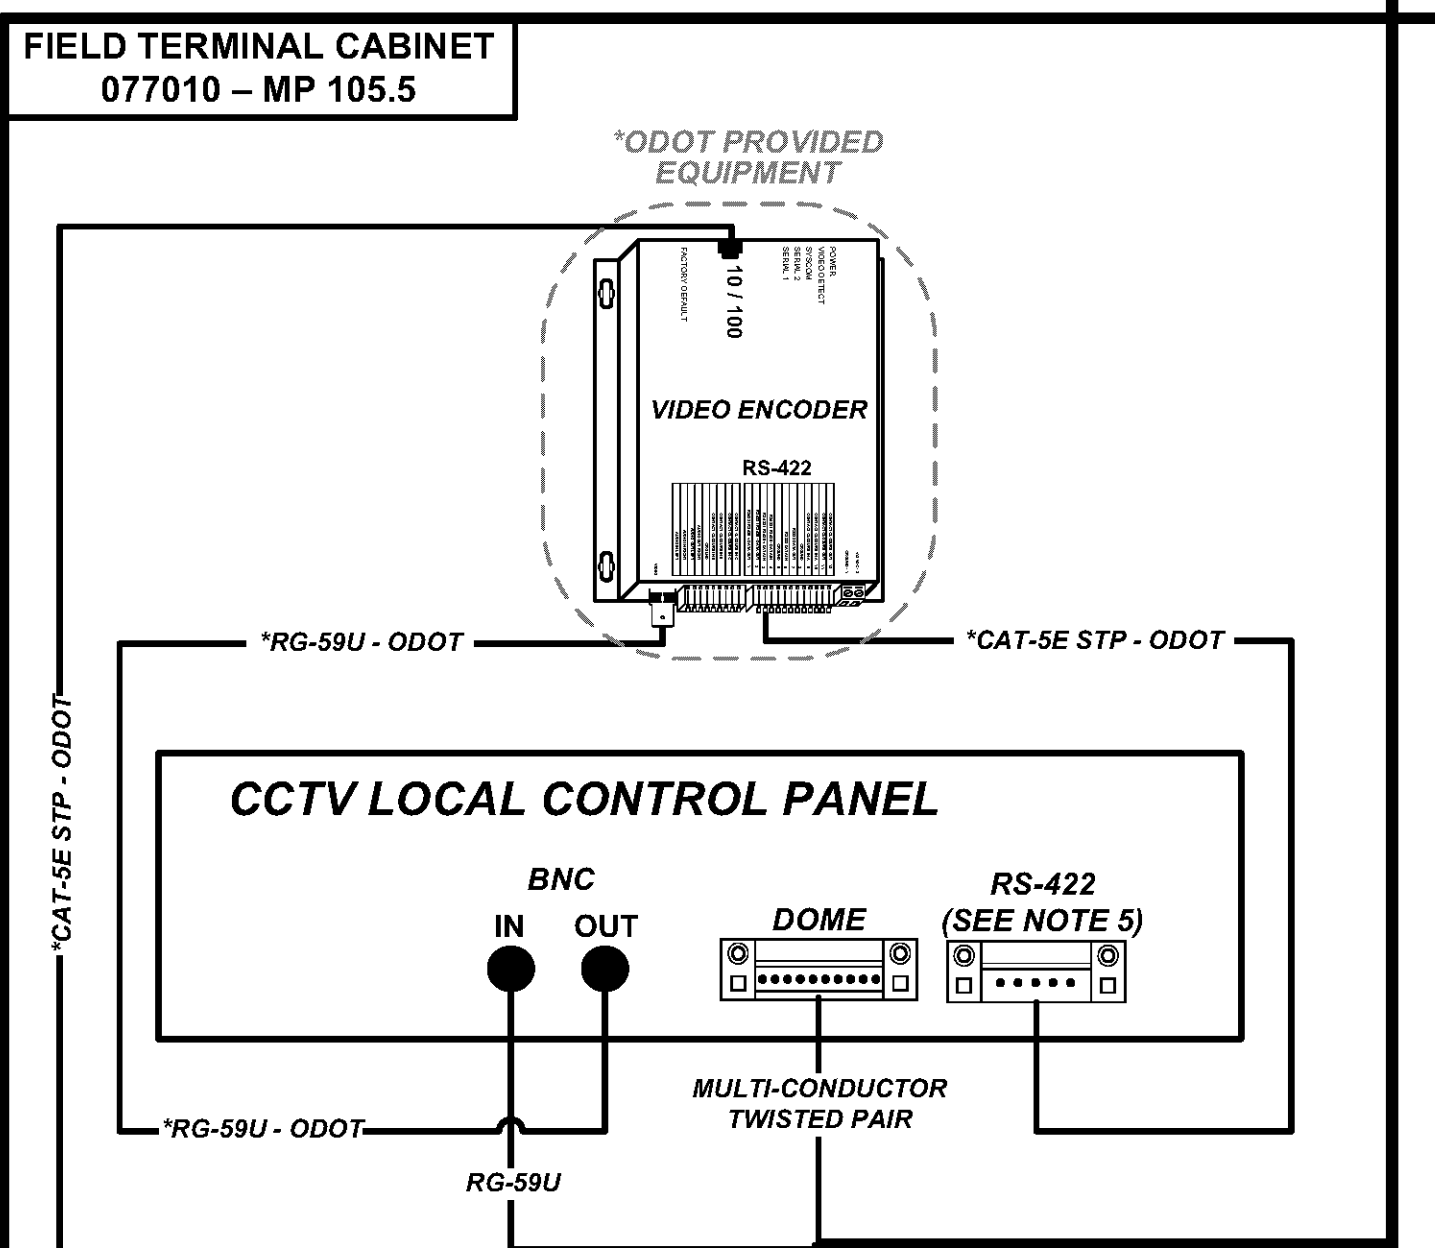 FIELD TERMINAL CABINET
077010 – MP 105.5
*ODOT PROVIDED
EQUIPMENT
POWER
VIDEO DETECT
SYSCOM
SERIAL 2
SERIAL 1
10 / 100
FACTORY DEFAULT
VIDEO ENCODER
RS-422
VIDEO
*RG-59U - ODOT
*CAT-5E STP - ODOT
*CAT-5E STP - ODOT
CCTV LOCAL CONTROL PANEL
BNC
IN
OUT
DOME
RS-422
(SEE NOTE 5)
MULTI-CONDUCTOR
TWISTED PAIR
*RG-59U - ODOT
RG-59U